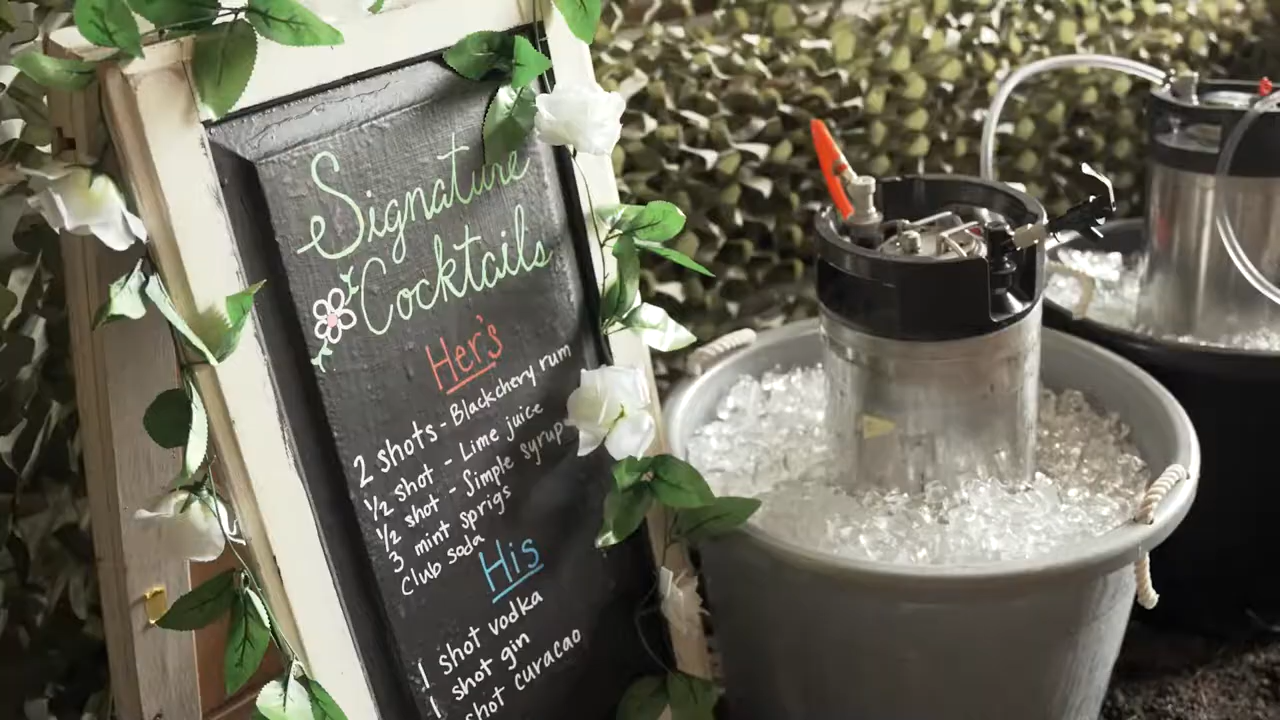 Signature
Cocktails
Her's
2 shots - Blackchery rum
1/2 shot - Lime juice
1/2 shot - Simple syrup
3 mint sprigs
Club soda
His
1 shot vodka
1 shot gin
shot curacao